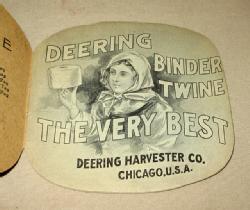 E
DEERING
BINDER
TWINE
THE VERY BEST
DEERING HARVESTER CO.
CHICAGO, U.S.A.